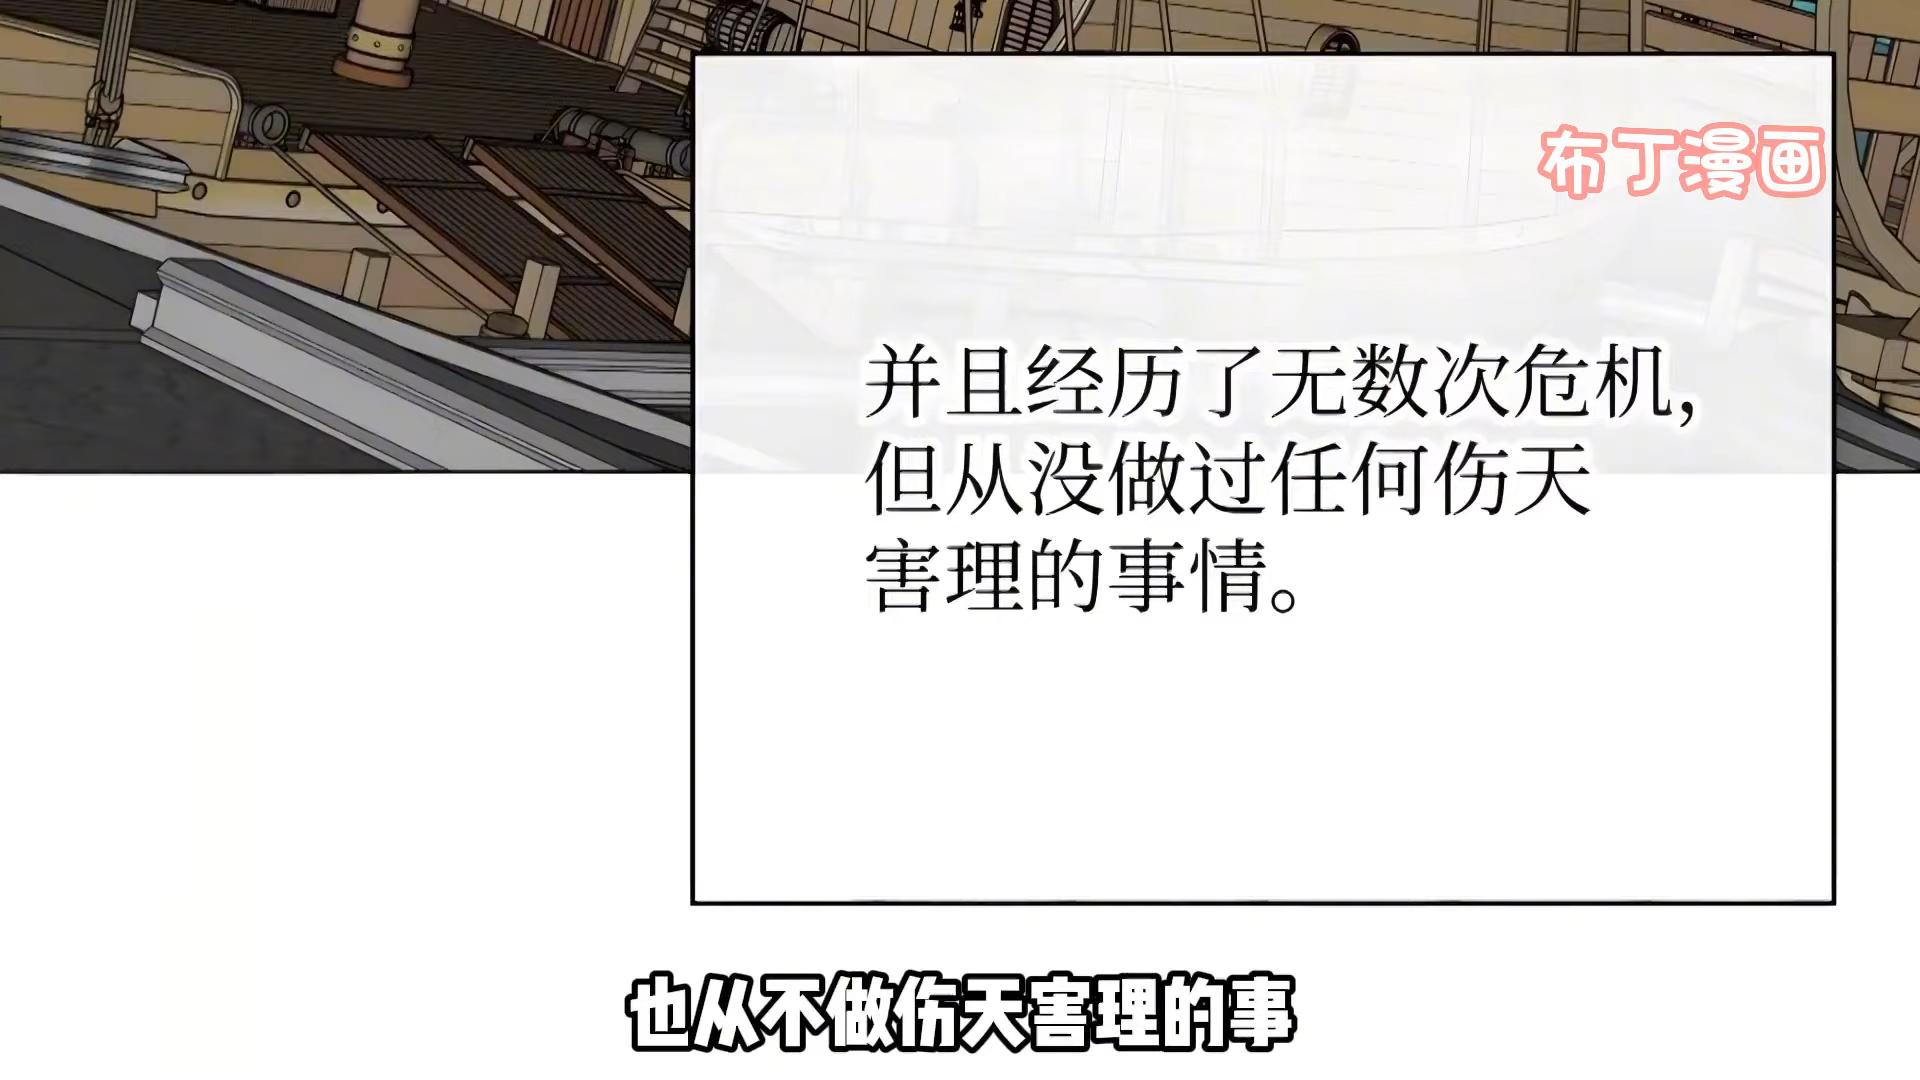 布丁漫画
并且经历了无数次危机，
但从没做过任何伤天
害理的事情。
也从不做伤天害理的事